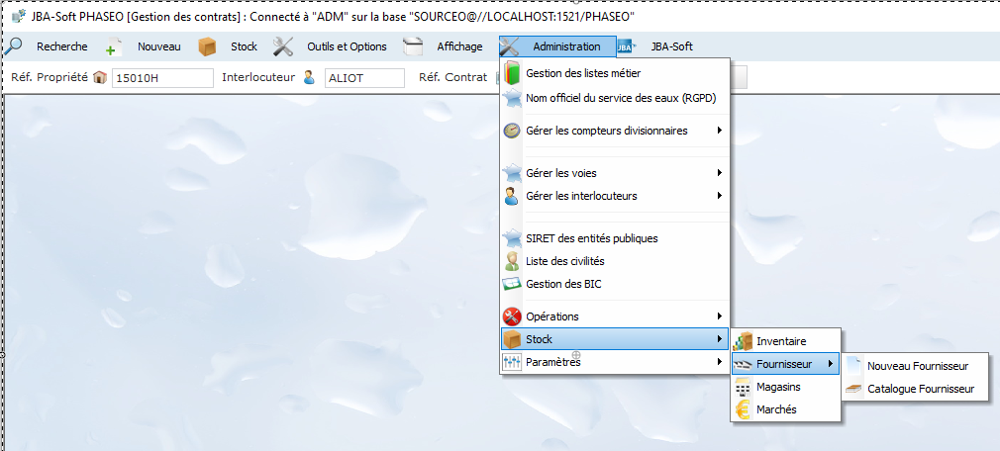 JBA-Soft PHASEO [Gestion des contrats] : Connecté à "ADM" sur la base "SOURCEO@//LOCALHOST:1521/PHASEO"
Recherche Nouveau Stock Outils et Options Affichage Administration JBA JBA-Soft
Réf. Propriété 15010H Interlocuteur ALIOT Réf. Contrat
Gestion des listes métier
Nom officiel du service des eaux (RGPD)
Gérer les compteurs divisionnaires
Gérer les voies
Gérer les interlocuteurs
SIRET des entités publiques
Liste des civilités
Gestion des BIC
Opérations
Stock
Paramètres
Inventaire
Fournisseur
Magasins
Marchés
Nouveau Fournisseur
Catalogue Fournisseur